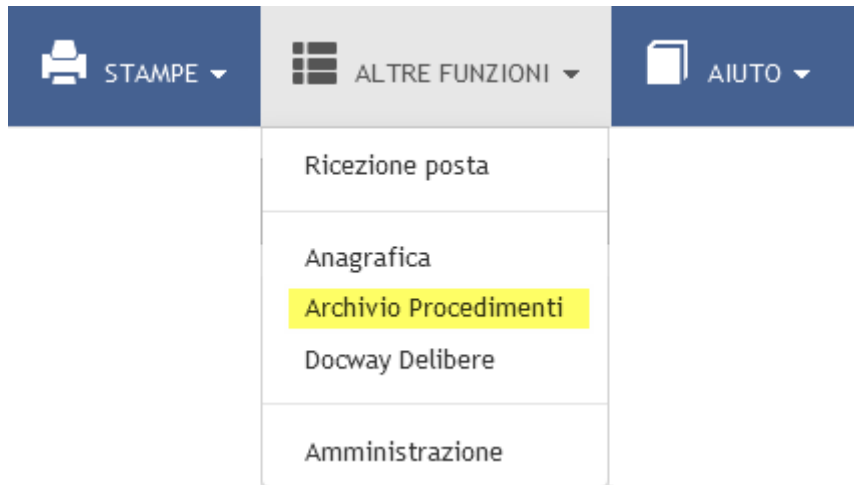 STAMPE
ALTRE FUNZIONI
AIUTO
Ricezione posta
Anagrafica
Archivio Procedimenti
Docway Delibere
Amministrazione